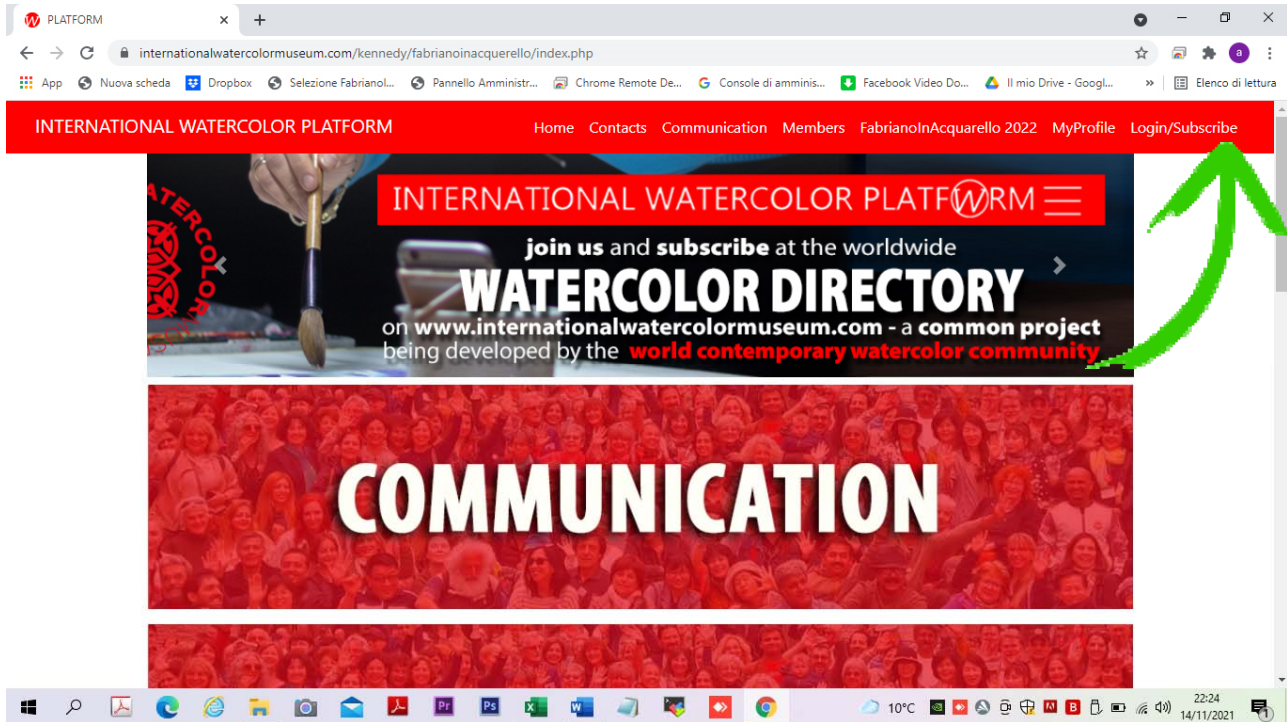 PLATFORM
internationalwatercolormuseum.com/kennedy/fabrianoinacquerello/index.php
a
App Nuova scheda Dropbox Selezione Fabrianol... Pannello Amministr... Chrome Remote De... Console di amminis... Facebook Video Do... Il mio Drive - Googl... » Elenco di lettura
INTERNATIONAL WATERCOLOR PLATFORM Home Contacts Communication Members FabrianoInAcquarello 2022 MyProfile Login/Subscribe
INTERNATIONAL WATERCOLOR PLATFWRM
join us and subscribe at the worldwide
WATERCOLOR DIRECTORY
on www.internationalwatercolormuseum.com - a common project
being developed by the world contemporary watercolor community
COMMUNICATION
10°C
22:24
14/11/2021